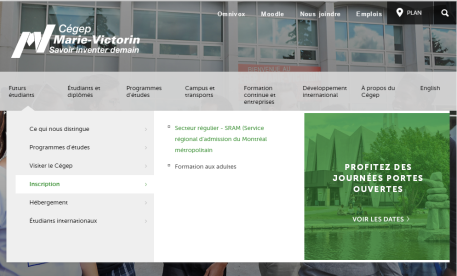 Omnivox Moodle Nous joindre Emplois PLAN
Cégep
Marie-Victorin
Savoir inventer demain
BIENVENUE AU
Futurs étudiants
Étudiants et diplômés
Programmes d'études
Campus et transports
Formation continue et entreprises
Développement international
À propos du Cégep
English
Ce qui nous distingue
Programmes d'études
Visiter le Cégep
Inscription
Hébergement
Étudiants internationaux
Secteur régulier - SRAM (Service
régional d'admission du Montréal
métropolitain
Formation aux adultes
PROFITEZ DES
JOURNÉES PORTES
OUVERTES
VOIR LES DATES